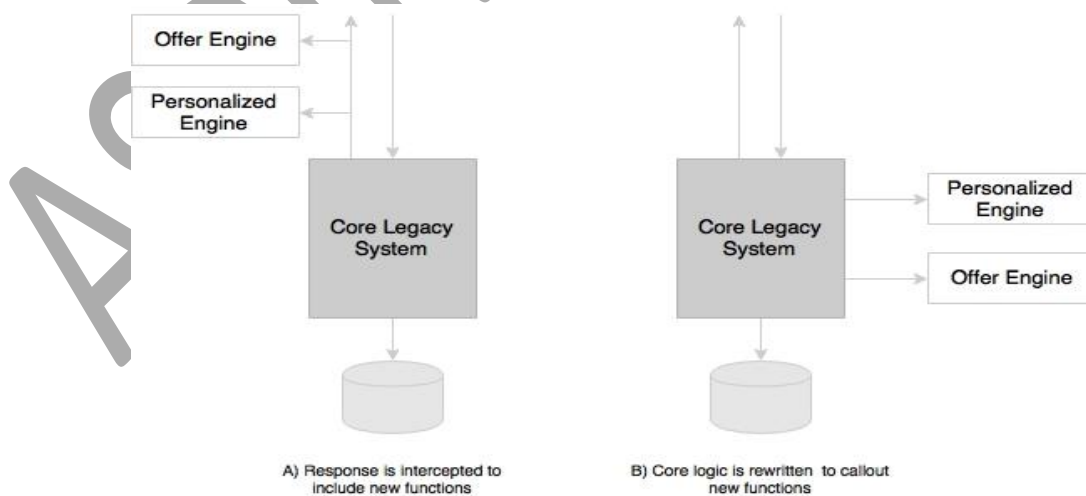 Offer Engine
Personalized
Engine
Core Legacy
System
A) Response is intercepted to
include new functions
Core Legacy
System
Personalized
Engine
Offer Engine
B) Core logic is rewritten to callout
new functions